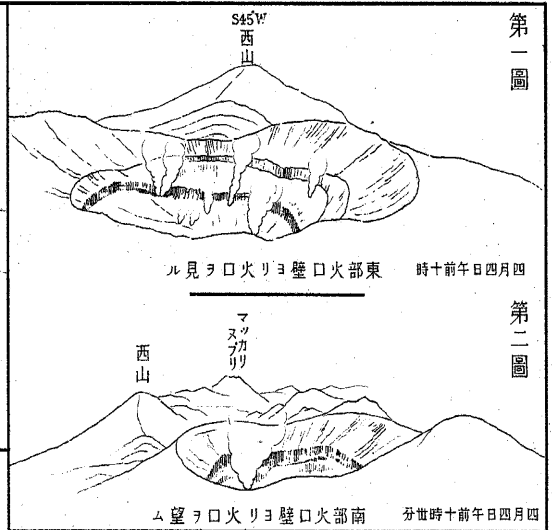 第一圖
S45°W
西山
四月四日午前十時 東部火口壁ヨリ火口ヲ見ル
第二圖
マッカリ
ヌプリ
西山
四月四日午前十時卅分 南部火口壁ヨリ火口ヲ望ム